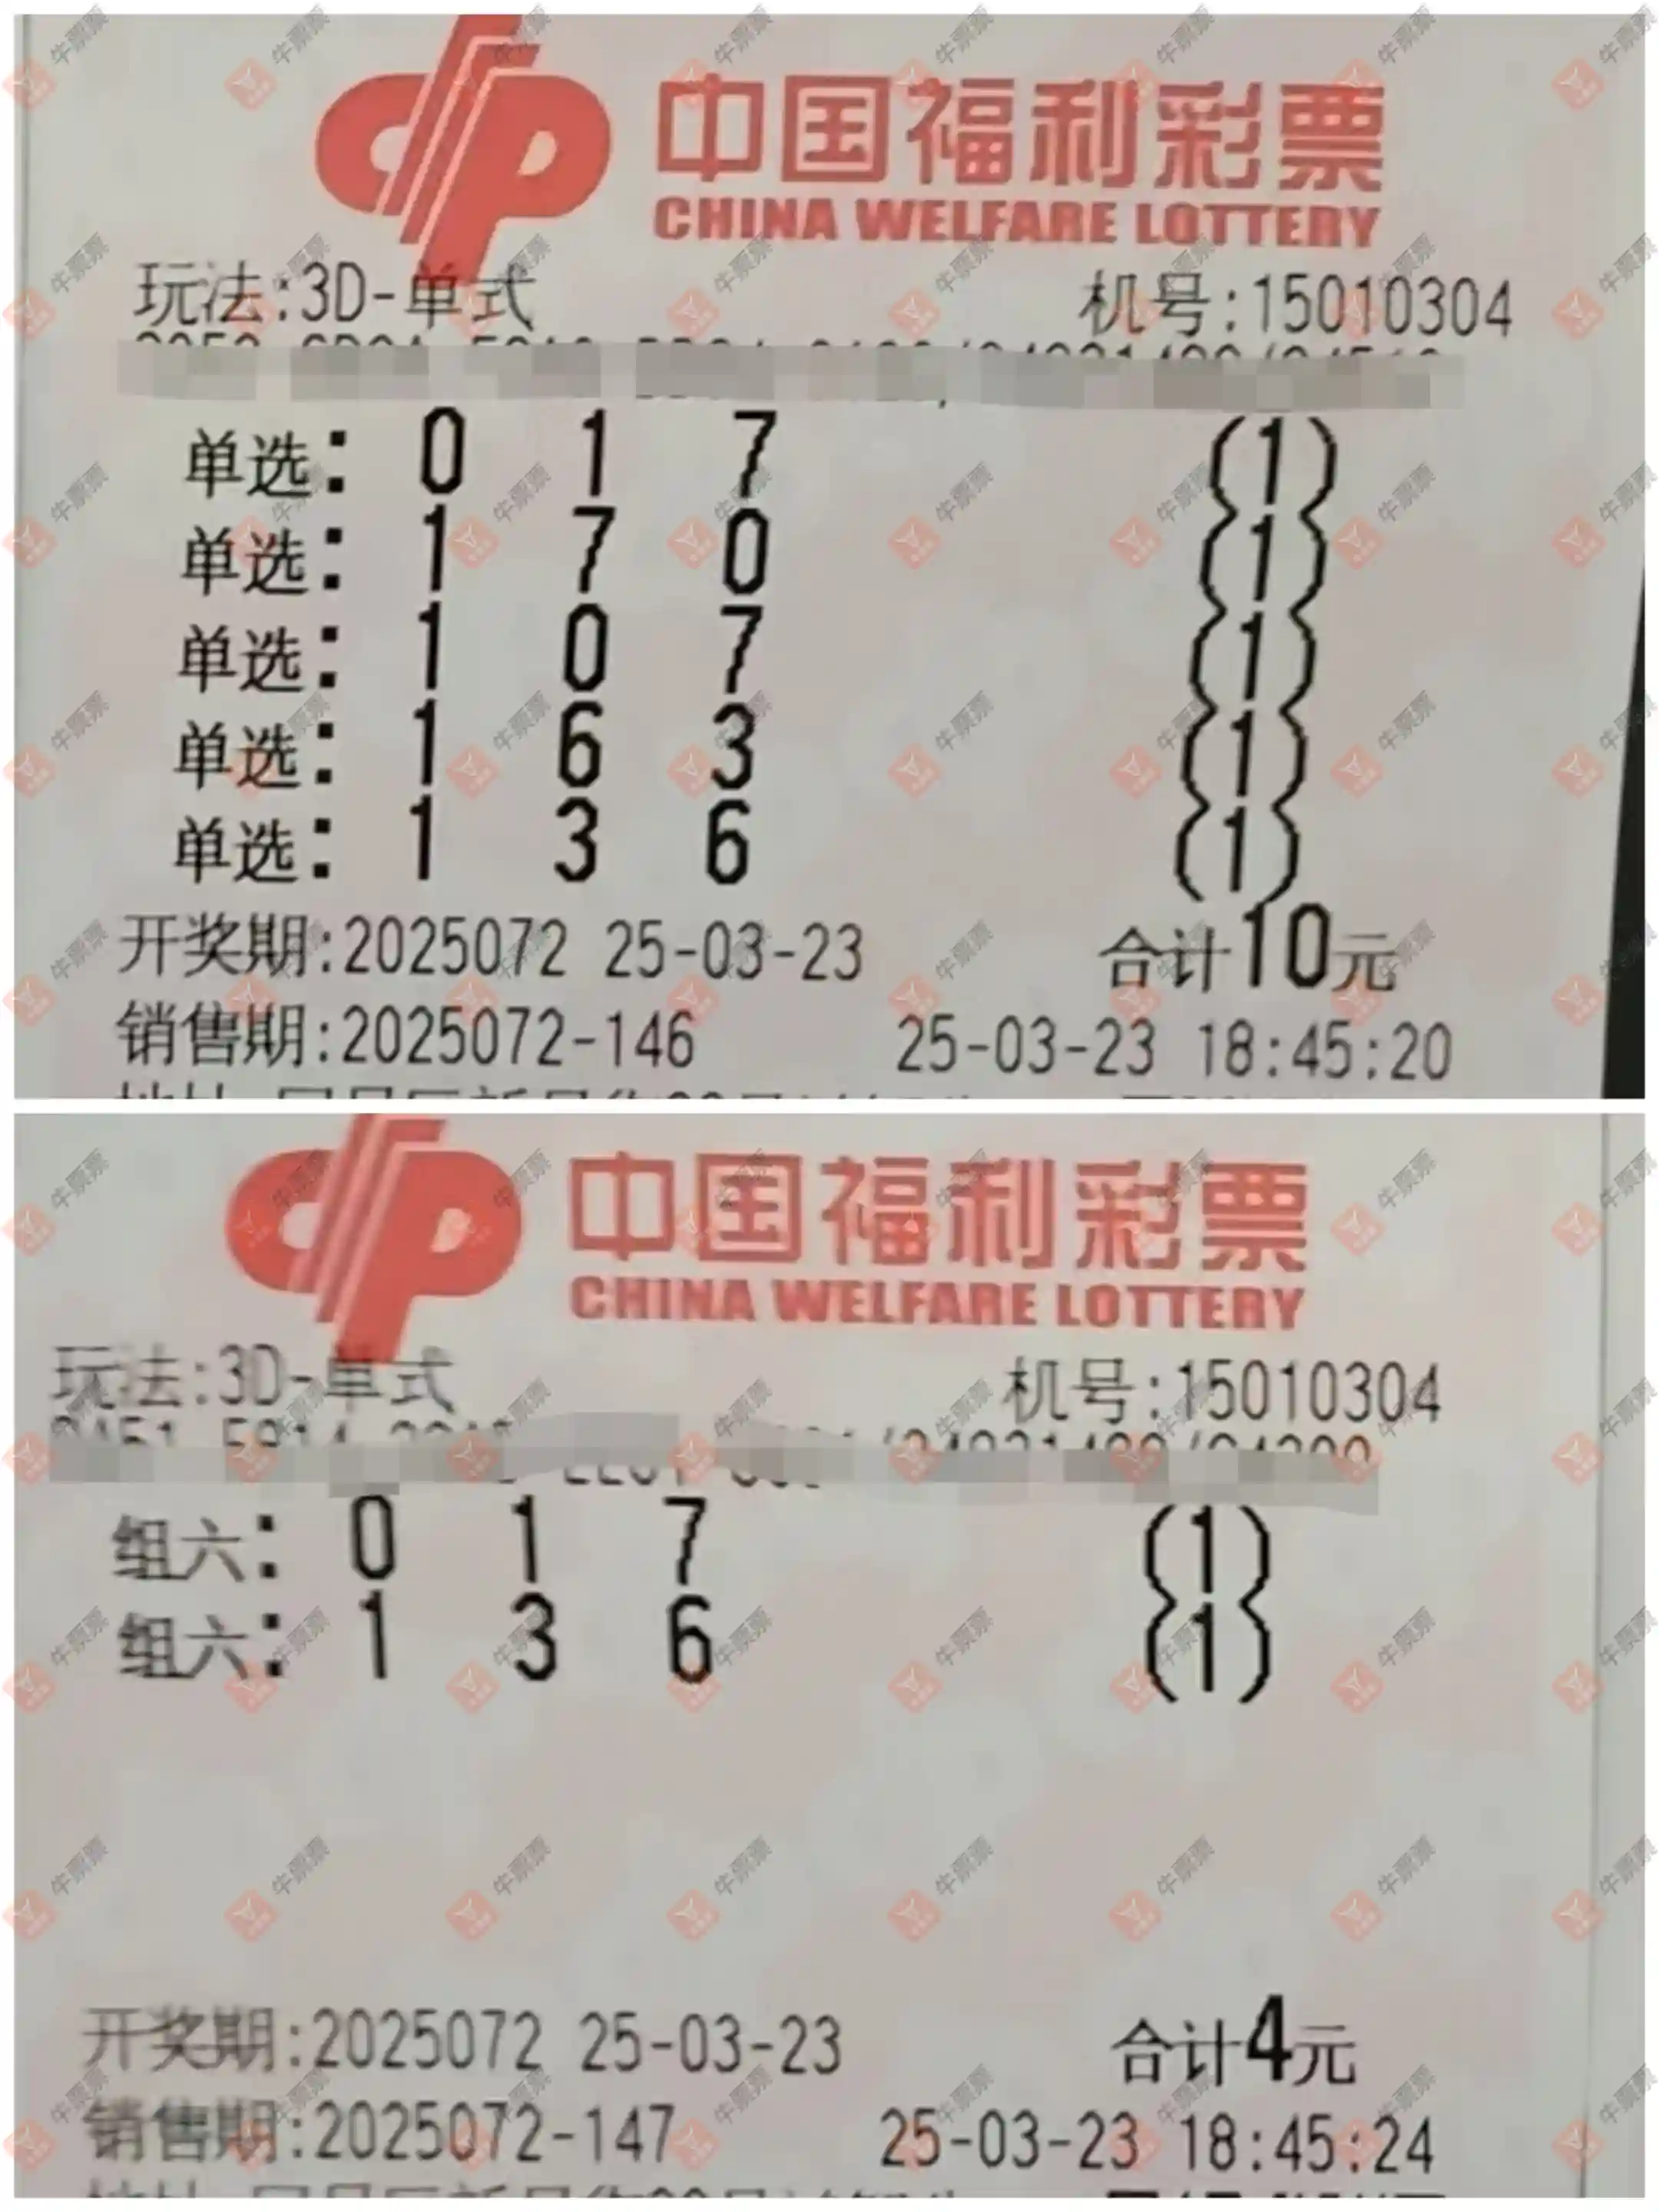 中国福利彩票
CHINA WELFARE LOTTERY
玩法:3D-单式 机号:15010304
单选: 0 1 7 (1)
单选: 1 7 0 (1)
单选: 1 0 7 (1)
单选: 1 6 3 (1)
单选: 1 3 6 (1)
开奖期:2025072 25-03-23 合计10元
销售期:2025072-146 25-03-23 18:45:20
中国福利彩票
CHINA WELFARE LOTTERY
玩法:3D-单式 机号:15010304
组六: 0 1 7 (1)
组六: 1 3 6 (1)
开奖期:2025072 25-03-23 合计4元
销售期:2025072-147 25-03-23 18:45:24
牛票票